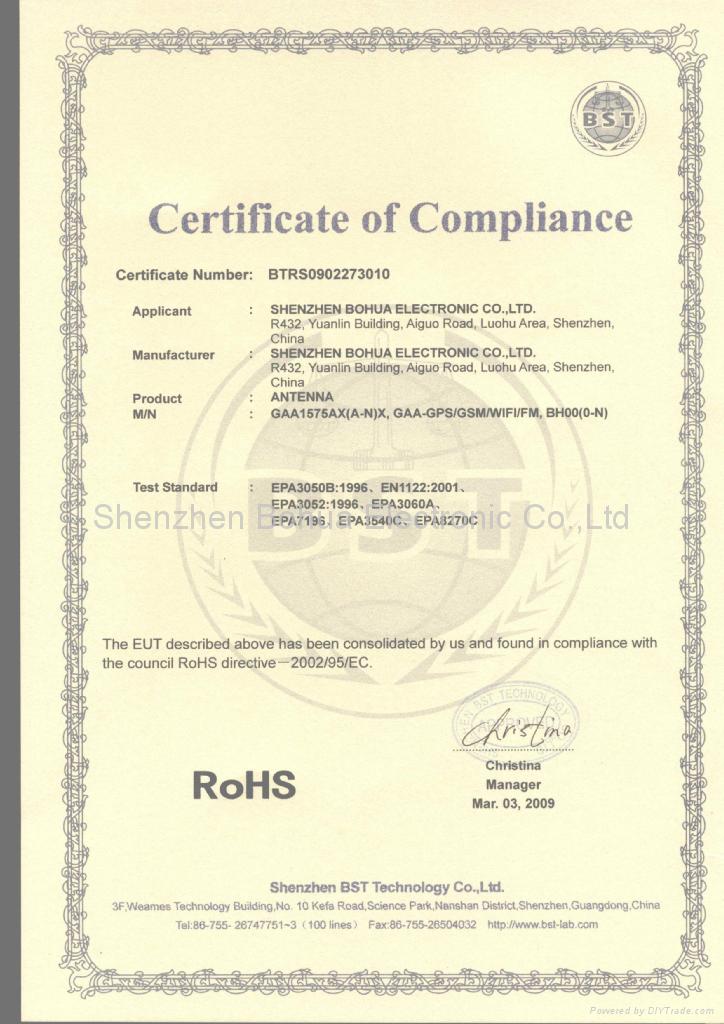 BST
Certificate of Compliance
Certificate Number: BTRS0902273010
Applicant : SHENZHEN BOHUA ELECTRONIC CO.,LTD.
R432, Yuanlin Building, Aiguo Road, Luohu Area, Shenzhen,
China
Manufacturer : SHENZHEN BOHUA ELECTRONIC CO.,LTD.
R432, Yuanlin Building, Aiguo Road, Luohu Area, Shenzhen,
China
Product : ANTENNA
M/N : GAA1575AX(A-N)X, GAA-GPS/GSM/WIFI/FM, BH00(0-N)
Test Standard : EPA3050B:1996、EN1122:2001、
EPA3052:1996、EPA3060A、
EPA7196、EPA3540C、EPA8270C
Shenzhen Bohua Electronic Co.,Ltd
BST
The EUT described above has been consolidated by us and found in compliance with
the council RoHS directive－2002/95/EC.
BST TECHNOLOGY
APPROVED
Christina
Christina
Manager
Mar. 03, 2009
RoHS
Shenzhen BST Technology Co.,Ltd.
3F,Weames Technology Building,No. 10 Kefa Road,Science Park,Nanshan District,Shenzhen,Guangdong,China
Tel:86-755- 26747751~3（100 lines） Fax:86-755-26504032 http://www.bst-lab.com
Powered by DIYTrade.com